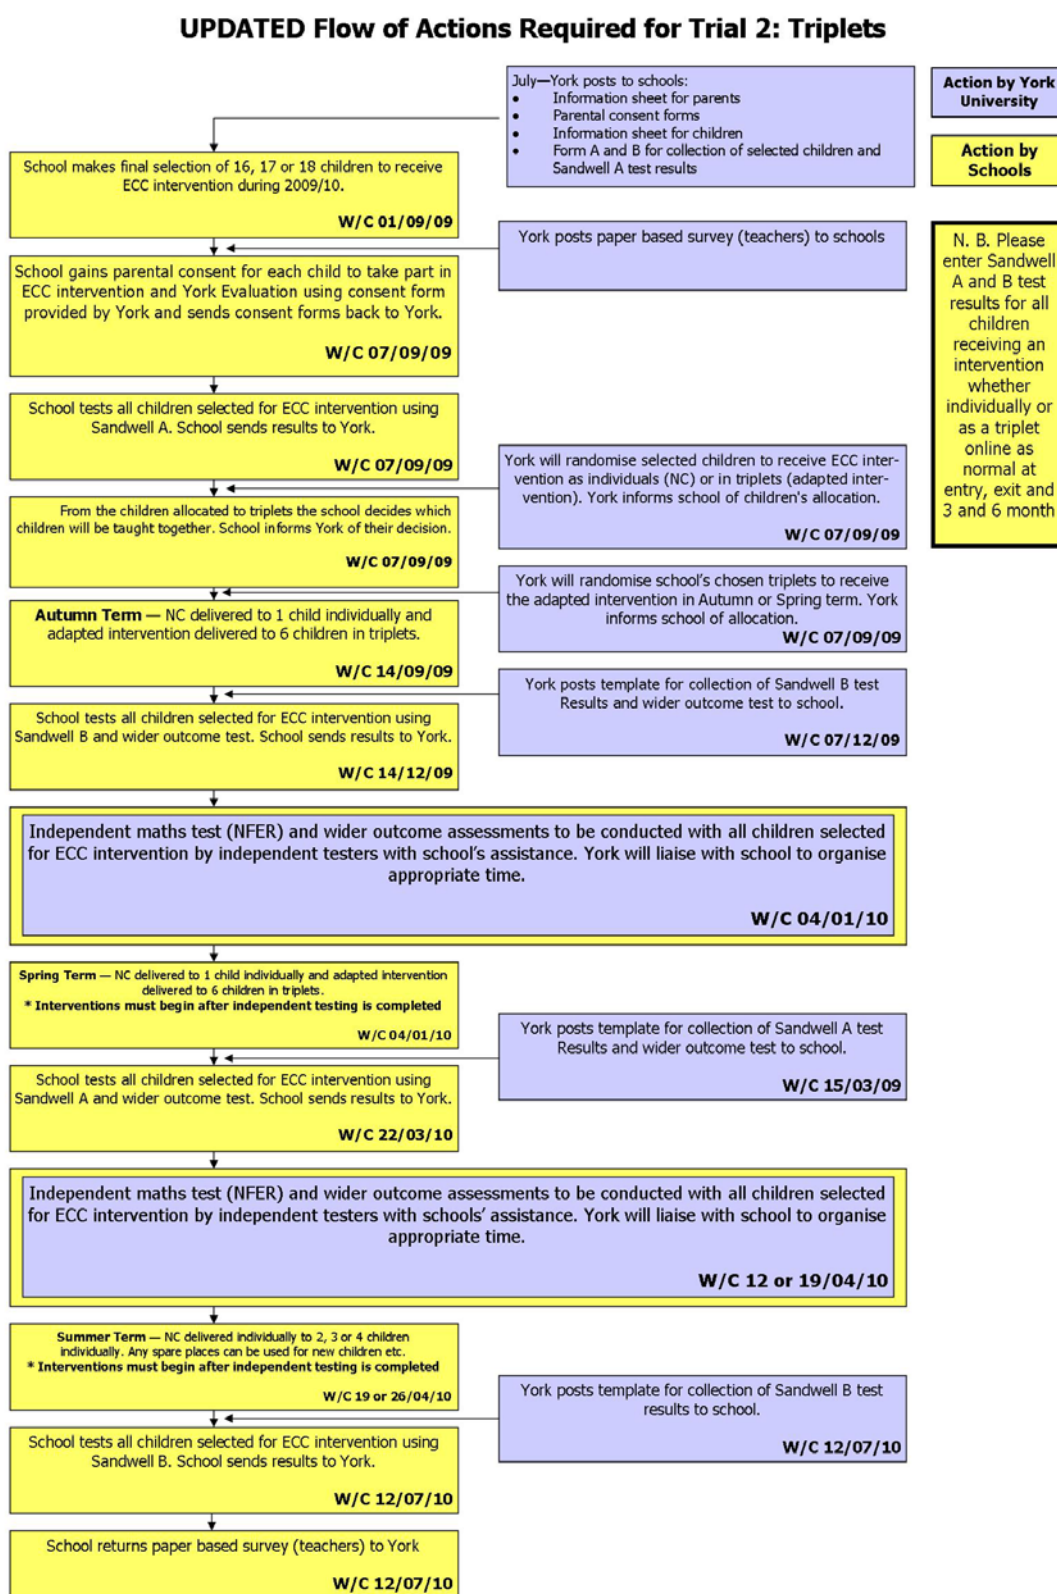 UPDATED Flow of Actions Required for Trial 2: Triplets
July—York posts to schools:
• Information sheet for parents
• Parental consent forms
• Information sheet for children
• Form A and B for collection of selected children and
Sandwell A test results
Action by York
University
Action by
Schools
School makes final selection of 16, 17 or 18 children to receive
ECC intervention during 2009/10.
W/C 01/09/09
York posts paper based survey (teachers) to schools
N. B. Please
enter Sandwell
A and B test
results for all
children
receiving an
intervention
whether
individually or
as a triplet
online as
normal at
entry, exit and
3 and 6 month
School gains parental consent for each child to take part in
ECC intervention and York Evaluation using consent form
provided by York and sends consent forms back to York.
W/C 07/09/09
School tests all children selected for ECC intervention using
Sandwell A. School sends results to York.
W/C 07/09/09
York will randomise selected children to receive ECC inter-
vention as individuals (NC) or in triplets (adapted inter-
vention). York informs school of children's allocation.
W/C 07/09/09
From the children allocated to triplets the school decides which
children will be taught together. School informs York of their decision.
W/C 07/09/09
York will randomise school's chosen triplets to receive
the adapted intervention in Autumn or Spring term. York
informs school of allocation.
W/C 07/09/09
Autumn Term — NC delivered to 1 child individually and
adapted intervention delivered to 6 children in triplets.
W/C 14/09/09
York posts template for collection of Sandwell B test
Results and wider outcome test to school.
W/C 07/12/09
School tests all children selected for ECC intervention using
Sandwell B and wider outcome test. School sends results to York.
W/C 14/12/09
Independent maths test (NFER) and wider outcome assessments to be conducted with all children selected
for ECC intervention by independent testers with school's assistance. York will liaise with school to organise
appropriate time.
W/C 04/01/10
Spring Term — NC delivered to 1 child individually and adapted intervention
delivered to 6 children in triplets.
* Interventions must begin after independent testing is completed
W/C 04/01/10
York posts template for collection of Sandwell A test
Results and wider outcome test to school.
W/C 15/03/09
School tests all children selected for ECC intervention using
Sandwell A and wider outcome test. School sends results to York.
W/C 22/03/10
Independent maths test (NFER) and wider outcome assessments to be conducted with all children selected
for ECC intervention by independent testers with schools' assistance. York will liaise with school to organise
appropriate time.
W/C 12 or 19/04/10
Summer Term — NC delivered individually to 2, 3 or 4 children
individually. Any spare places can be used for new children etc.
* Interventions must begin after independent testing is completed
W/C 19 or 26/04/10
York posts template for collection of Sandwell B test
results to school.
W/C 12/07/10
School tests all children selected for ECC intervention using
Sandwell B. School sends results to York.
W/C 12/07/10
School returns paper based survey (teachers) to York
W/C 12/07/10